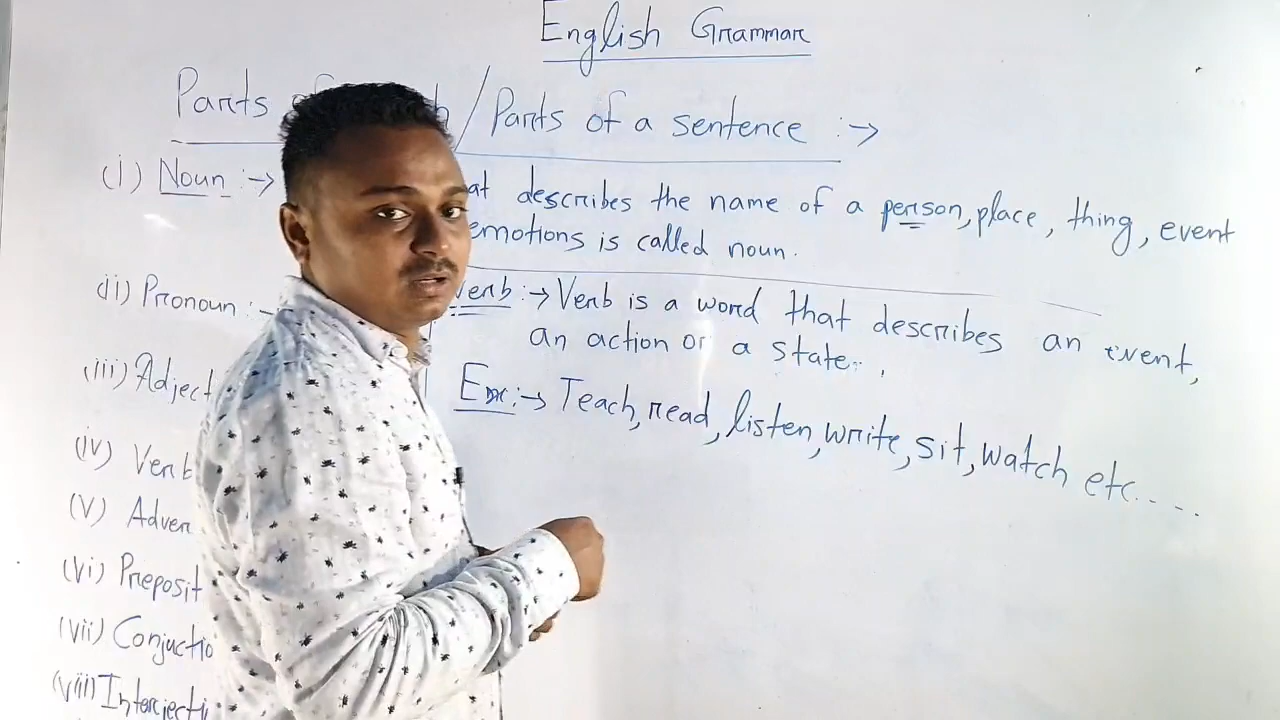 English Grammar
Parts / Parts of a sentence :→
(i) Noun :→ describes the name of a person, place, thing, event
emotions is called noun.
(ii) Pronoun :-
verb :→ Verb is a word that describes an event,
an action or a state.
(iii) Adject
Ex :→ Teach, read, listen, write, sit, watch etc....
(iv) Verb
(v) Adver
(vi) Preposit
(vii) Conjuctio
(viii) Interjecti